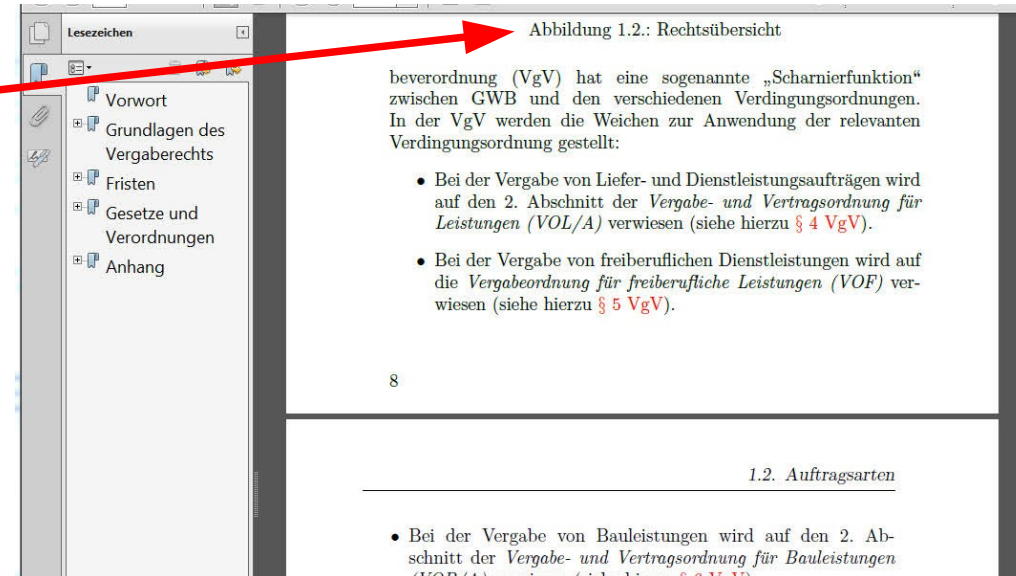 Lesezeichen
Vorwort
Grundlagen des
Vergaberechts
Fristen
Gesetze und
Verordnungen
Anhang
Abbildung 1.2.: Rechtsübersicht
beverordnung (VgV) hat eine sogenannte „Scharnierfunktion“
zwischen GWB und den verschiedenen Verdingungsordnungen.
In der VgV werden die Weichen zur Anwendung der relevanten
Verdingungsordnung gestellt:
• Bei der Vergabe von Liefer- und Dienstleistungsaufträgen wird
auf den 2. Abschnitt der Vergabe- und Vertragsordnung für
Leistungen (VOL/A) verwiesen (siehe hierzu § 4 VgV).
• Bei der Vergabe von freiberuflichen Dienstleistungen wird auf
die Vergabeordnung für freiberufliche Leistungen (VOF) ver-
wiesen (siehe hierzu § 5 VgV).
8
1.2. Auftragsarten
• Bei der Vergabe von Bauleistungen wird auf den 2. Ab-
schnitt der Vergabe- und Vertragsordnung für Bauleistungen